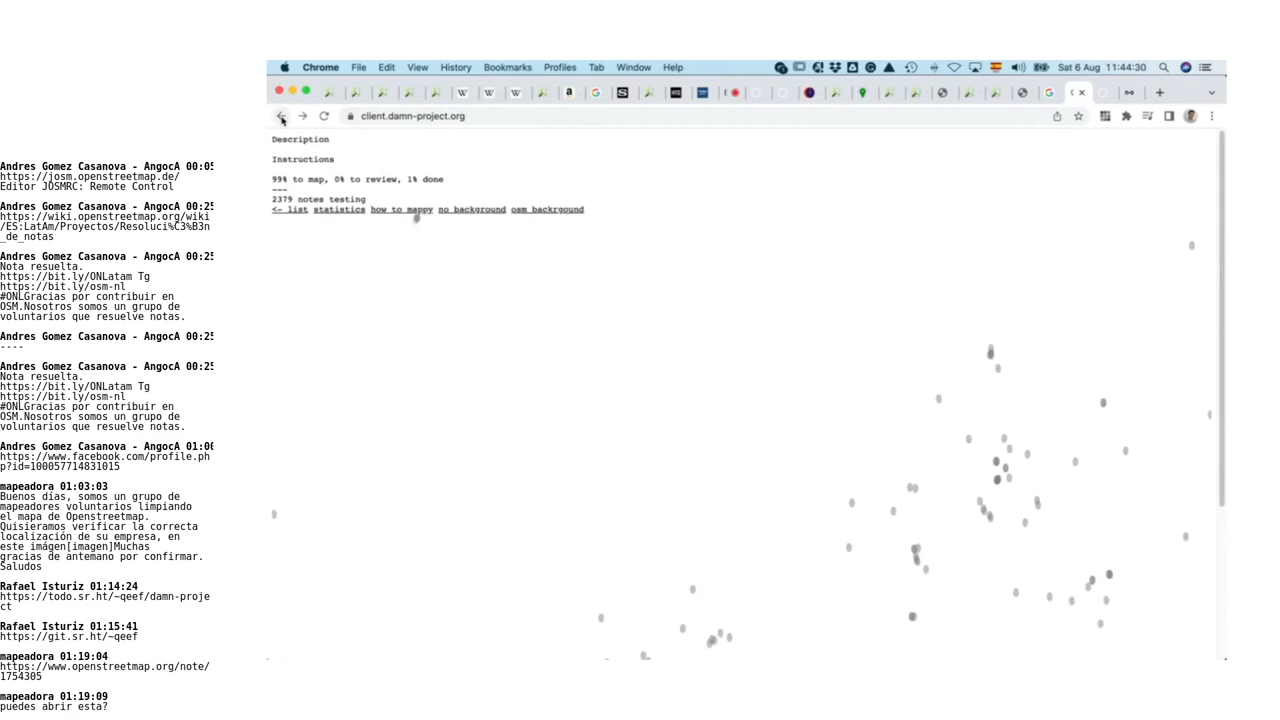 Andres Gomez Casanova - AngocA 00:05
https://josm.openstreetmap.de/
Editor JOSMRC: Remote Control
Andres Gomez Casanova - AngocA 00:25
https://wiki.openstreetmap.org/wiki
/ES:LatAm/Proyectos/Resoluci%C3%B3n
_de_notas
Andres Gomez Casanova - AngocA 00:25
Nota resuelta.
https://bit.ly/ONLatam Tg
https://bit.ly/osm-nl
#ONLGracias por contribuir en
OSM.Nosotros somos un grupo de
voluntarios que resuelve notas.
Andres Gomez Casanova - AngocA 00:25
----
Andres Gomez Casanova - AngocA 00:25
Nota resuelta.
https://bit.ly/ONLatam Tg
https://bit.ly/osm-nl
#ONLGracias por contribuir en
OSM.Nosotros somos un grupo de
voluntarios que resuelve notas.
Andres Gomez Casanova - AngocA 01:00
https://www.facebook.com/profile.ph
p?id=100057714831015
mapeadora 01:03:03
Buenos días, somos un grupo de
mapeadores voluntarios limpiando
el mapa de Openstreetmap.
Quisieramos verificar la correcta
localización de su empresa, en
este imágen[imagen]Muchas
gracias de antemano por confirmar.
Saludos
Rafael Isturiz 01:14:24
https://todo.sr.ht/~qeef/damn-proje
ct
Rafael Isturiz 01:15:41
https://git.sr.ht/~qeef
mapeadora 01:19:04
https://www.openstreetmap.org/note/
1754305
mapeadora 01:19:09
puedes abrir esta?
Chrome File Edit View History Bookmarks Profiles Tab Window Help Sat 6 Aug 11:44:30
client.damn-project.org
Description
Instructions
99% to map, 0% to review, 1% done
---
2379 notes testing
<- list statistics how to mappy no background osm backrgound